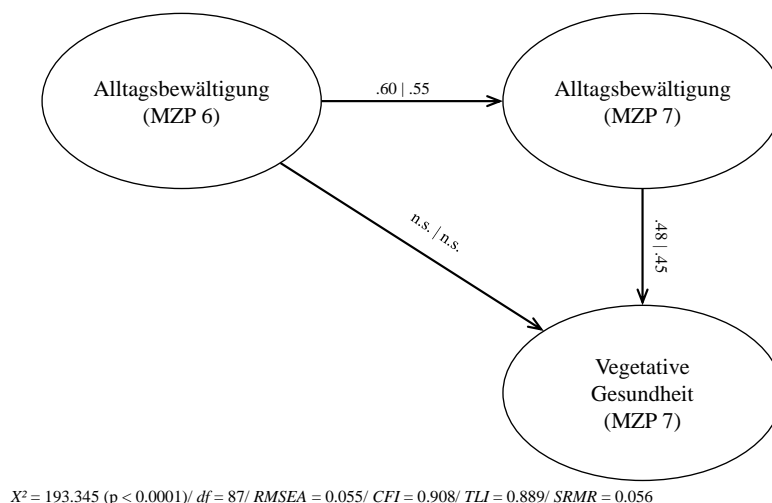 Alltagsbewältigung
(MZP 6)
.60 | .55
Alltagsbewältigung
(MZP 7)
n.s. | n.s.
.48 | .45
Vegetative
Gesundheit
(MZP 7)
X² = 193.345 (p < 0.0001)/ df = 87/ RMSEA = 0.055/ CFI = 0.908/ TLI = 0.889/ SRMR = 0.056